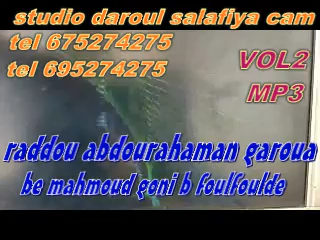 studio daroul salafiya cam
tel 675274275
tel 695274275
VOL2
MP3
raddou abdourahaman garoua
be mahmoud goni b foulfoulde